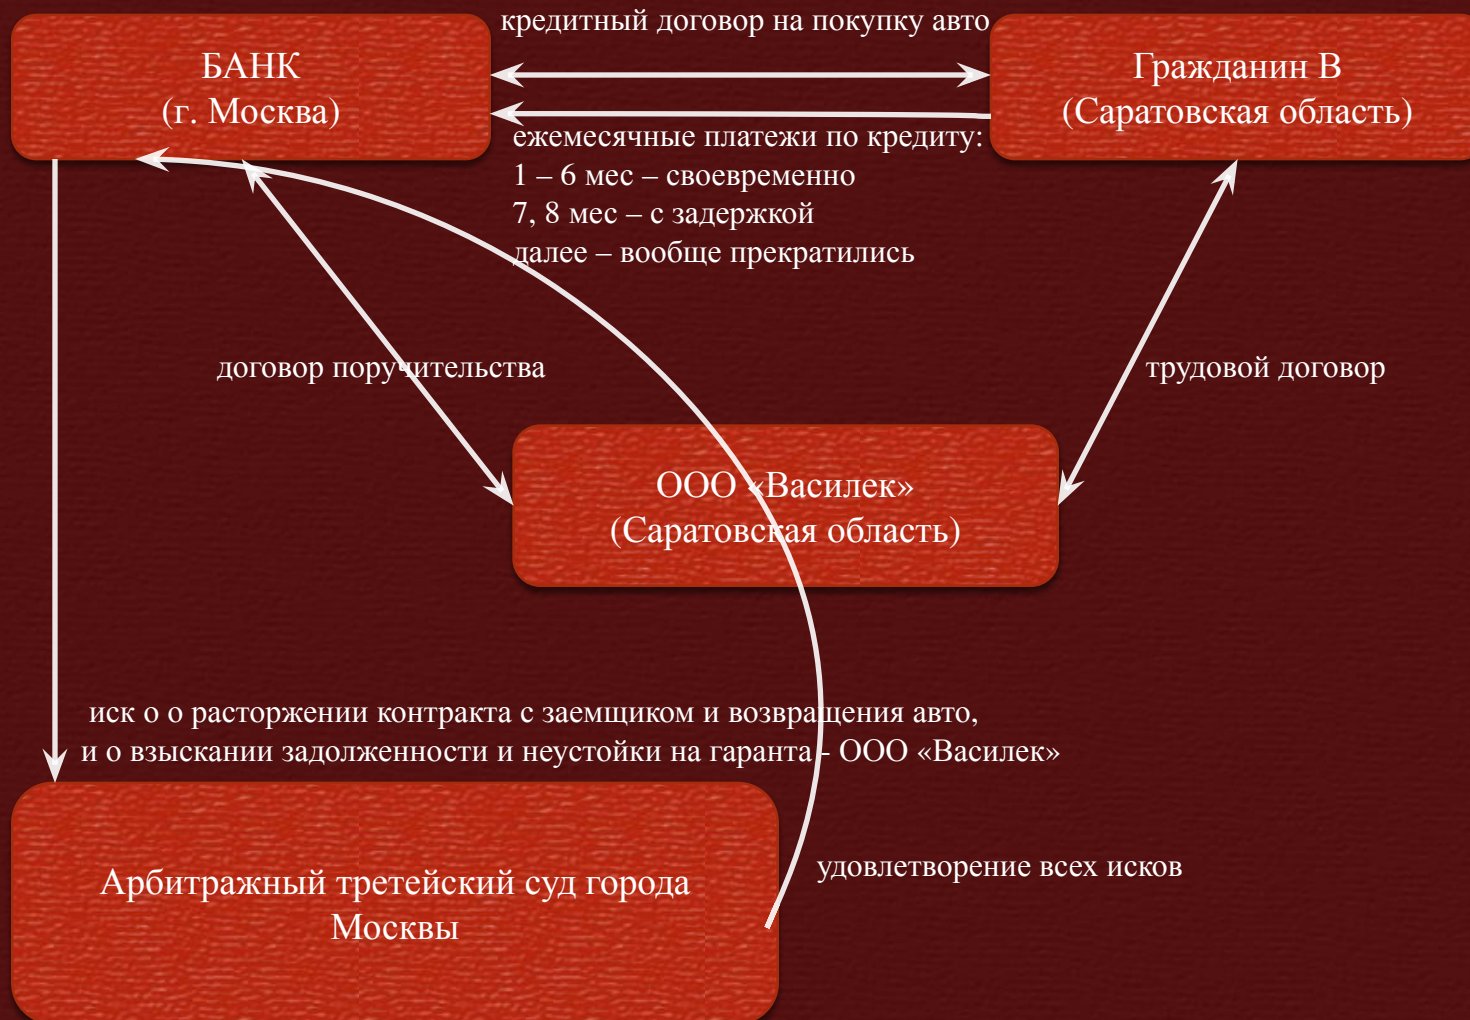 кредитный договор на покупку авто
БАНК
(г. Москва)
Гражданин В
(Саратовская область)
ежемесячные платежи по кредиту:
1 – 6 мес – своевременно
7, 8 мес – с задержкой
далее – вообще прекратились
договор поручительства
трудовой договор
ООО «Василек»
(Саратовская область)
иск о о расторжении контракта с заемщиком и возвращения авто,
и о взыскании задолженности и неустойки на гаранта - ООО «Василек»
удовлетворение всех исков
Арбитражный третейский суд города
Москвы